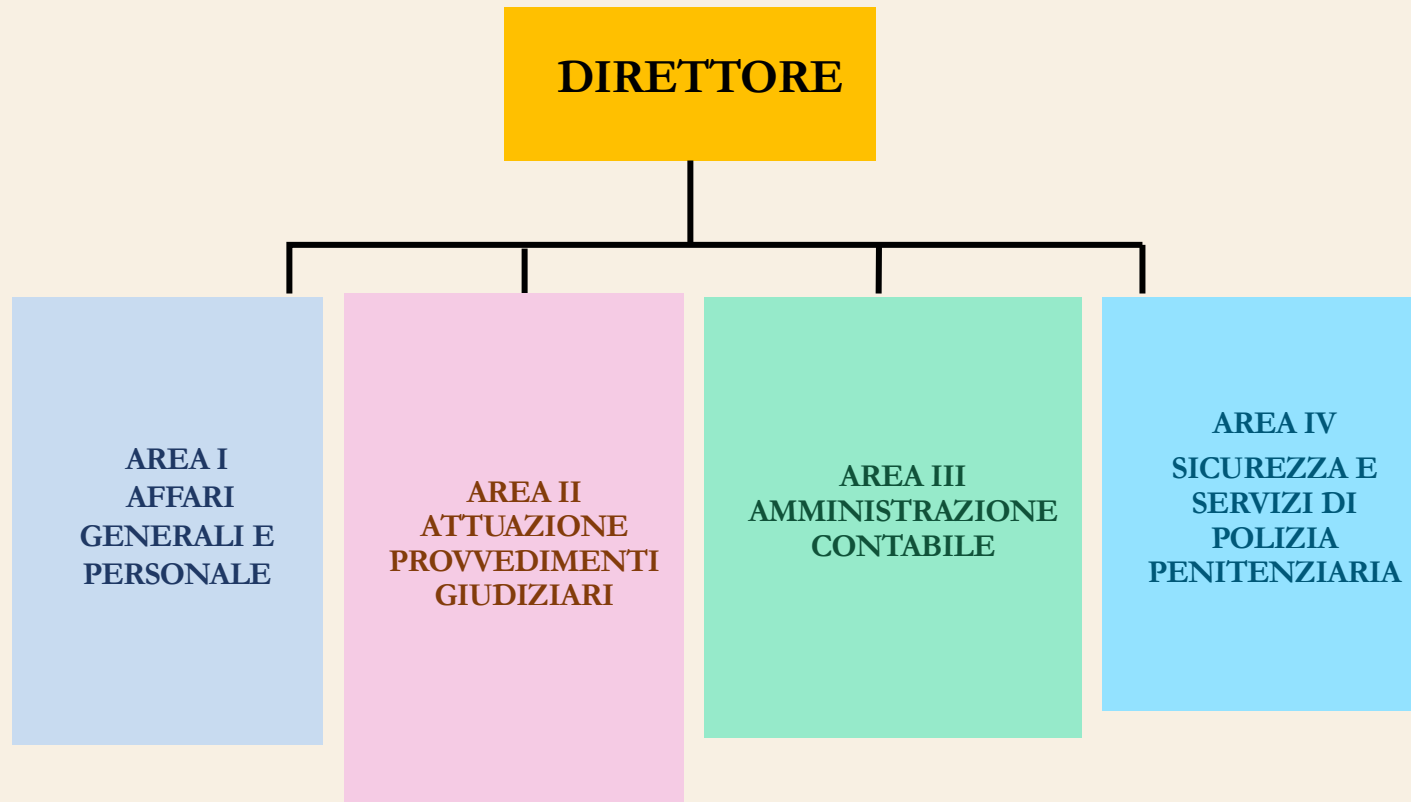 DIRETTORE
AREA I
AFFARI
GENERALI E
PERSONALE
AREA II
ATTUAZIONE
PROVVEDIMENTI
GIUDIZIARI
AREA III
AMMINISTRAZIONE
CONTABILE
AREA IV
SICUREZZA E
SERVIZI DI
POLIZIA
PENITENZIARIA